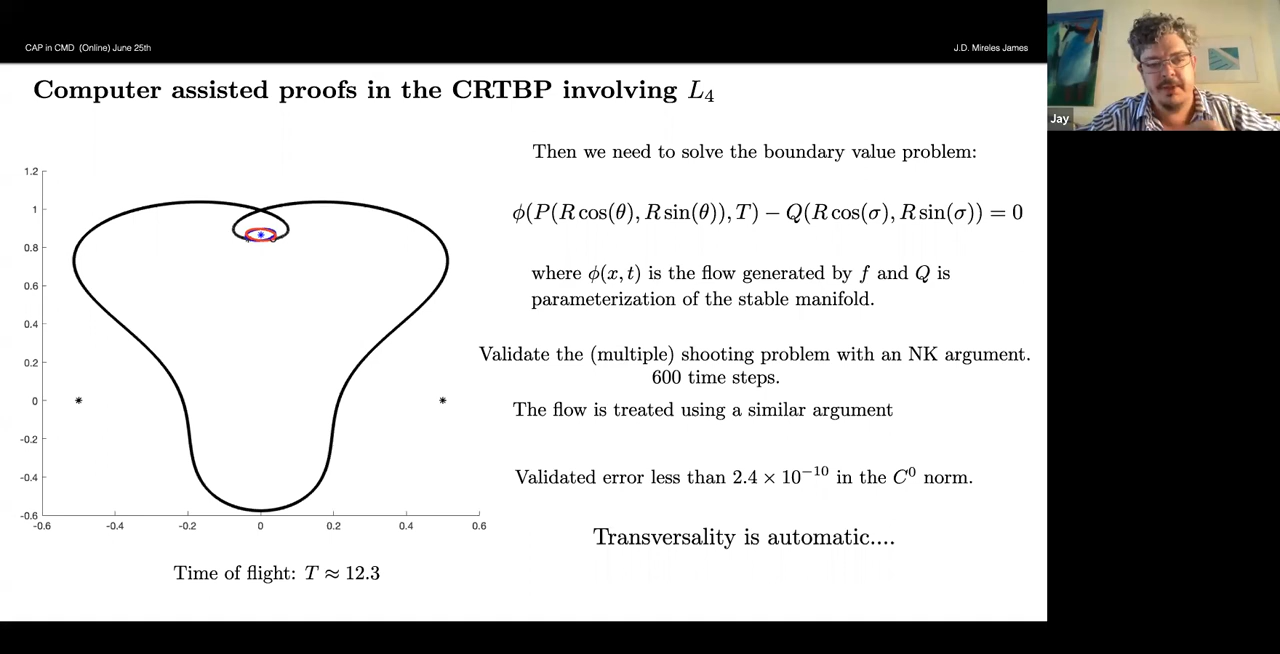 CAP in CMD (Online) June 25th
J.D. Mireles James
Jay
Computer assisted proofs in the CRTBP involving L₄
Then we need to solve the boundary value problem:
ϕ(P(R cos(θ), R sin(θ)), T) − Q(R cos(σ), R sin(σ)) = 0
where ϕ(x, t) is the flow generated by f and Q is
parameterization of the stable manifold.
Validate the (multiple) shooting problem with an NK argument.
600 time steps.
The flow is treated using a similar argument
Validated error less than 2.4 × 10⁻¹⁰ in the C⁰ norm.
Transversality is automatic....
1.2
1
0.8
0.6
0.4
0.2
0
-0.2
-0.4
-0.6
-0.6 -0.4 -0.2 0 0.2 0.4 0.6
Time of flight: T ≈ 12.3